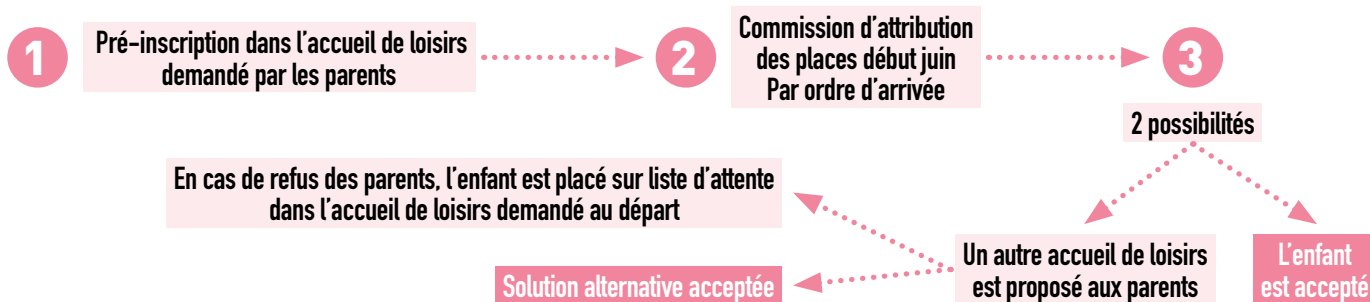 1
Pré-inscription dans l'accueil de loisirs
demandé par les parents
2
Commission d'attribution
des places début juin
Par ordre d'arrivée
3
2 possibilités
En cas de refus des parents, l'enfant est placé sur liste d'attente
dans l'accueil de loisirs demandé au départ
Un autre accueil de loisirs
est proposé aux parents
L'enfant
est accepté
Solution alternative acceptée